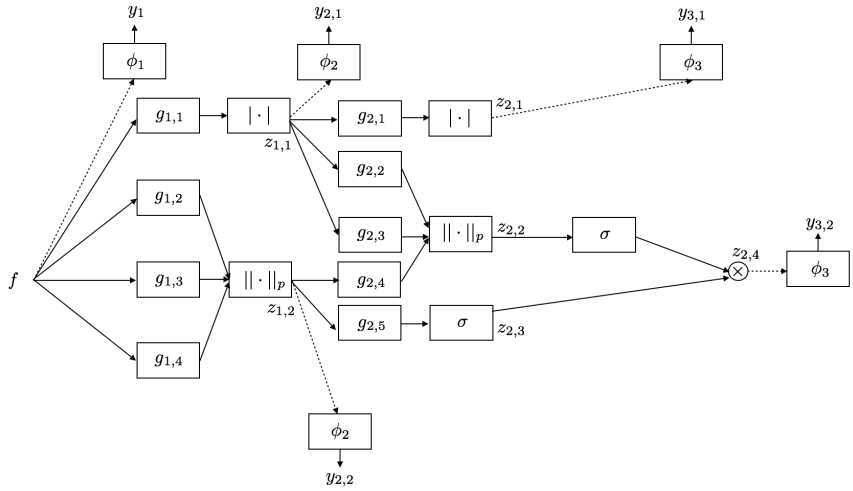 y₁ y₂,₁ y₃,₁
ϕ₁ ϕ₂ ϕ₃
g₁,₁ | · | g₂,₁ | · | z₂,₁
z₁,₁
g₂,₂
g₁,₂
g₂,₃ || · ||ₚ z₂,₂ σ y₃,₂
z₂,₄
f g₁,₃ || · ||ₚ g₂,₄ ⊗ ϕ₃
z₁,₂
g₂,₅ σ z₂,₃
g₁,₄
ϕ₂
y₂,₂